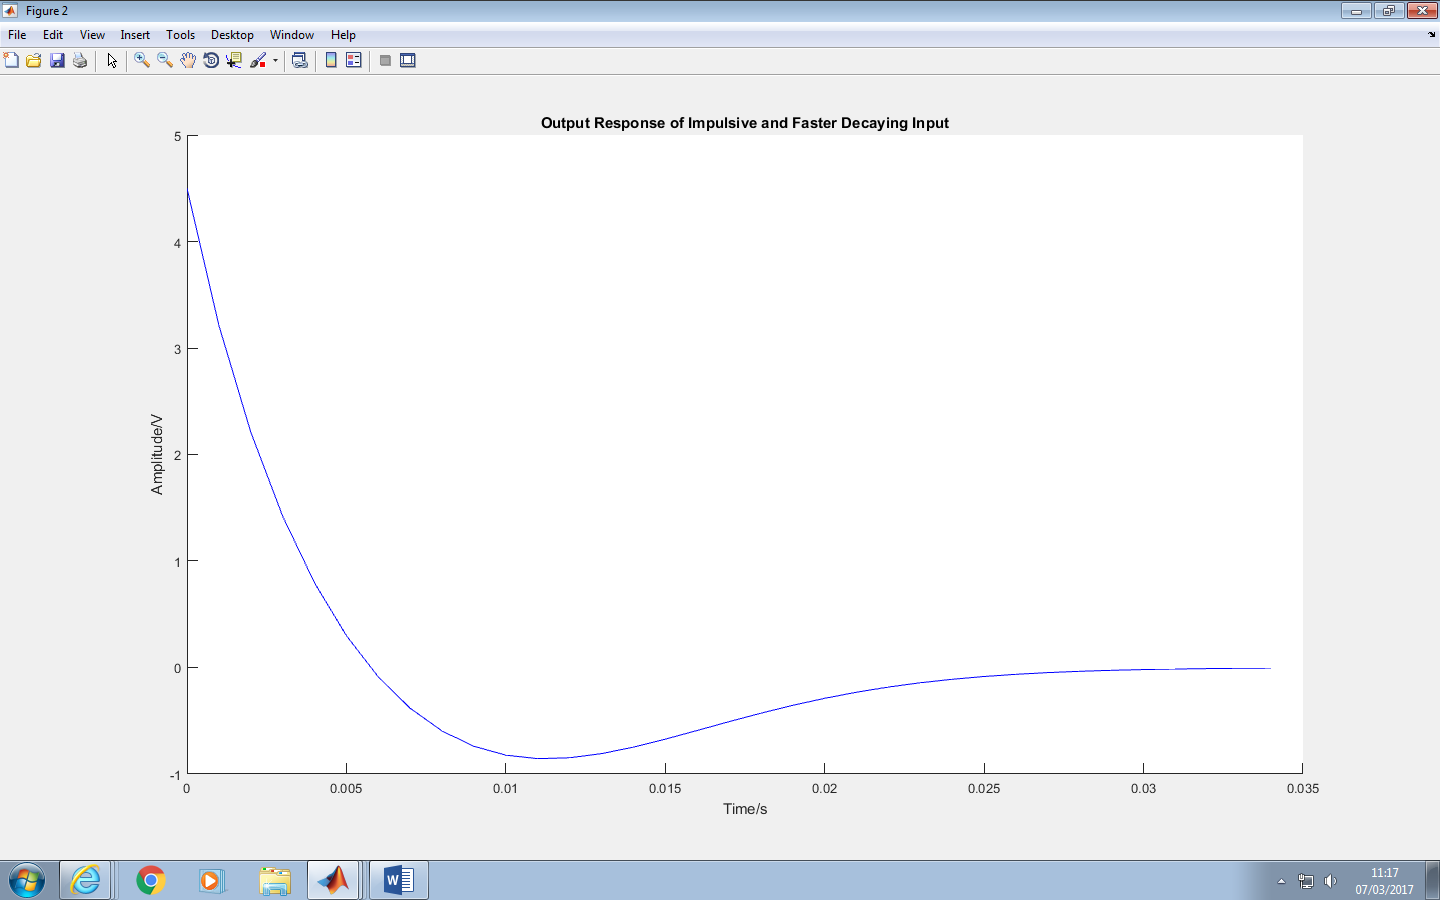 Figure 2
File Edit View Insert Tools Desktop Window Help
Output Response of Impulsive and Faster Decaying Input
5
4
3
2
1
0
-1
Amplitude/V
0 0.005 0.01 0.015 0.02 0.025 0.03 0.035
Time/s
W
11:17
07/03/2017